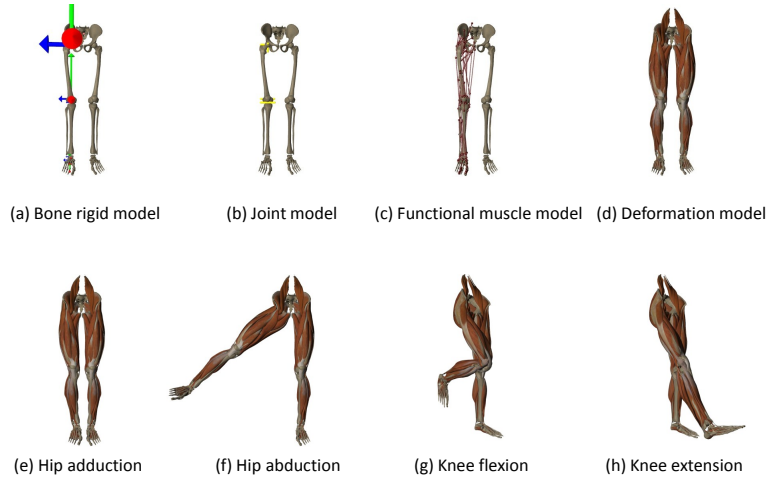 (a) Bone rigid model
(b) Joint model
(c) Functional muscle model
(d) Deformation model
(e) Hip adduction
(f) Hip abduction
(g) Knee flexion
(h) Knee extension